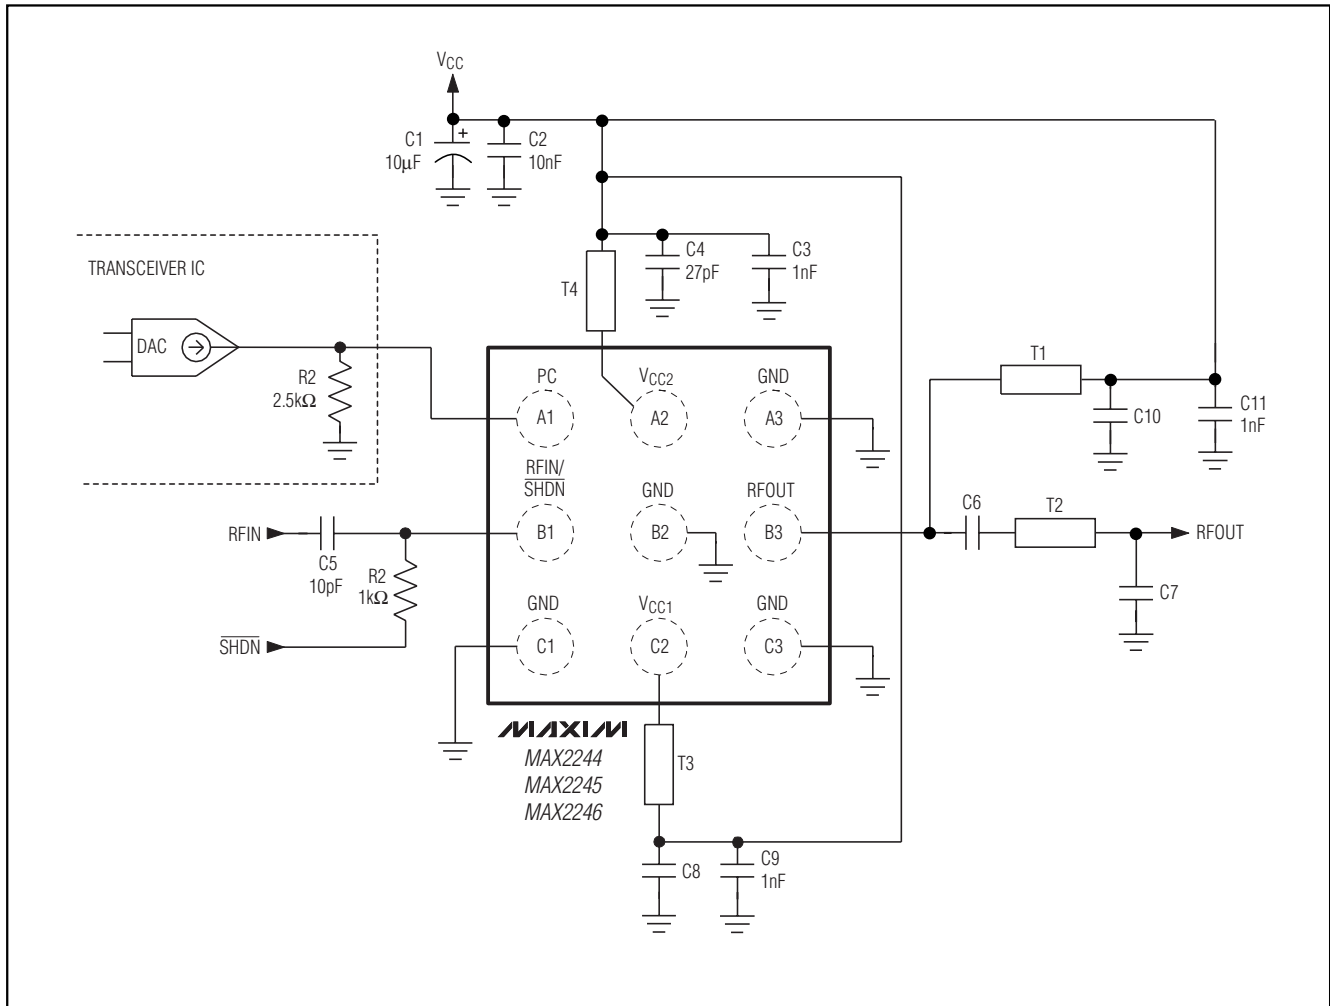 VCC
C1
10µF
+
C2
10nF
TRANSCEIVER IC
DAC
R2
2.5kΩ
T4
C4
27pF
C3
1nF
T1
C10
C11
1nF
PC
A1
VCC2
A2
GND
A3
RFIN/
SHDN
B1
GND
B2
RFOUT
B3
RFIN
C5
10pF
R2
1kΩ
SHDN
C6
T2
RFOUT
C7
GND
C1
VCC1
C2
GND
C3
MAXIM
MAX2244
MAX2245
MAX2246
T3
C8
C9
1nF